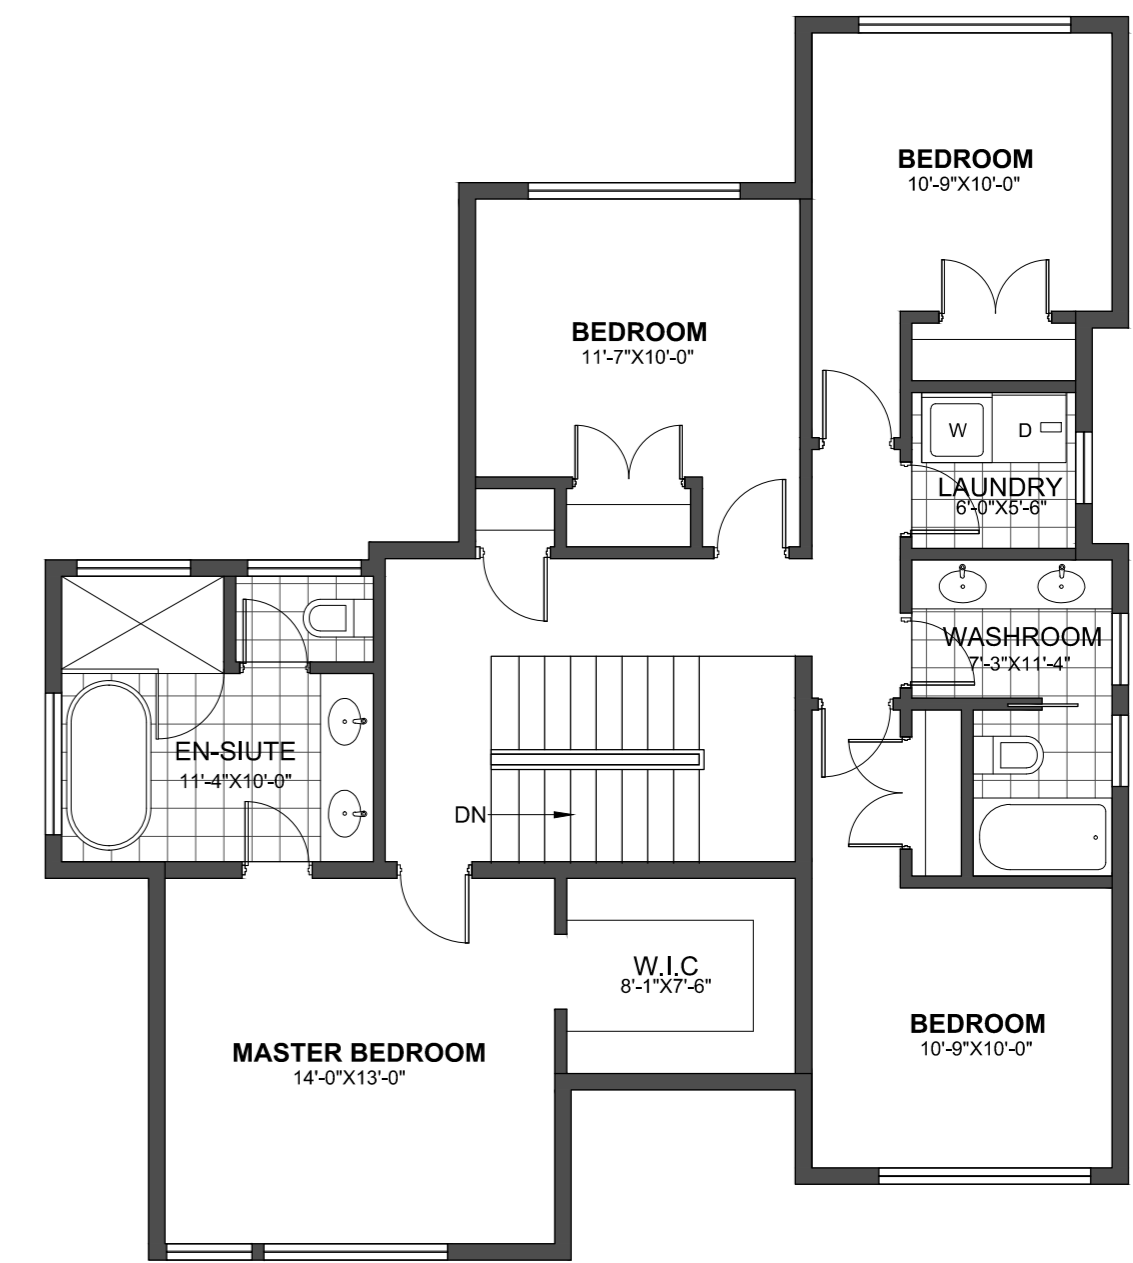 BEDROOM
10'-9"X10'-0"
BEDROOM
11'-7"X10'-0"
W
D
LAUNDRY
6'-0"X5'-6"
WASHROOM
7'-3"X11'-4"
EN-SIUTE
11'-4"X10'-0"
DN
W.I.C
8'-1"X7'-6"
BEDROOM
10'-9"X10'-0"
MASTER BEDROOM
14'-0"X13'-0"